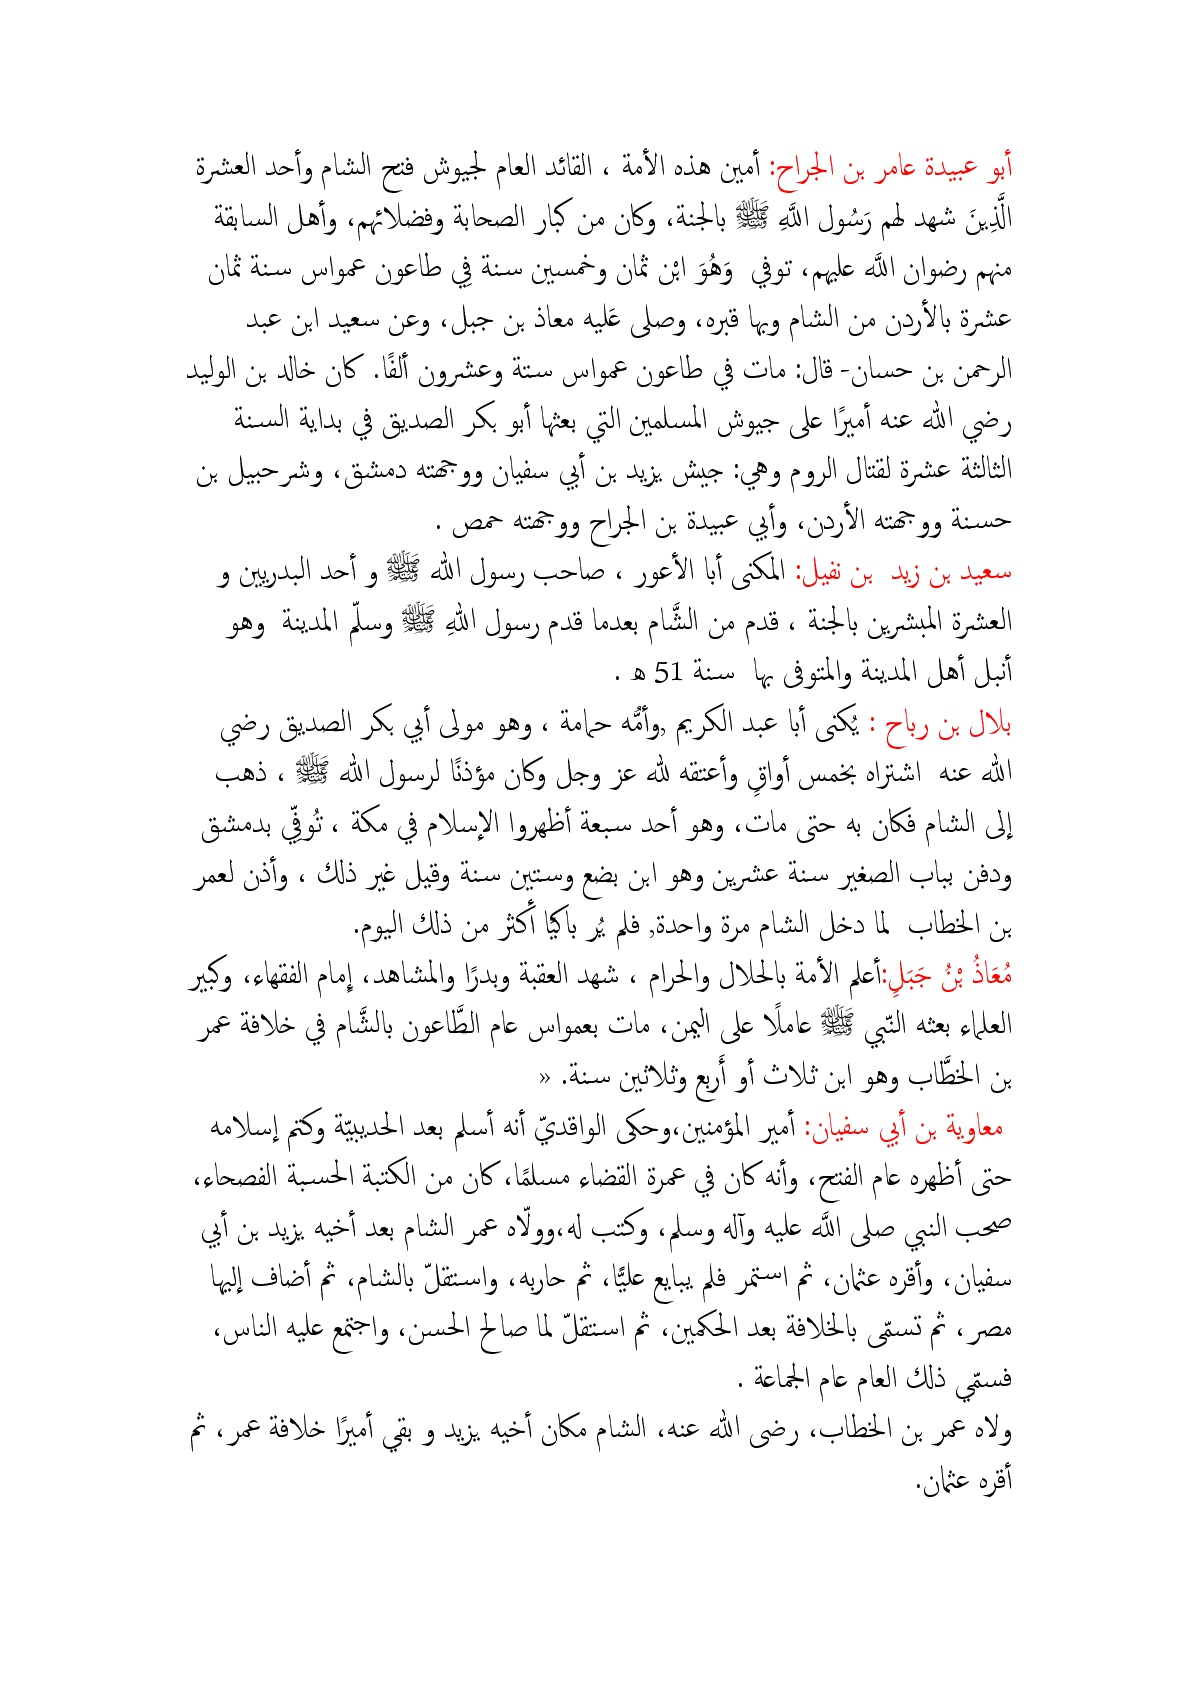 أبو عبيدة عامر بن الجراح: أمين هذه الأمة ، القائد العام لجيوش فتح الشام وأحد العشرة
الَّذِينَ شهد لهم رَسُول اللَّهِ ﷺ بالجنة، وكان من كبار الصحابة وفضلائهم، وأهل السابقة
منهم رضوان اللَّه عليهم، توفي وَهُوَ ابْن ثمان وخمسين سنة فِي طاعون عمواس سنة ثمان
عشرة بالأردن من الشام وبها قبره، وصلى عَليه معاذ بن جبل، وعن سعيد ابن عبد
الرحمن بن حسان- قال: مات في طاعون عمواس ستة وعشرون ألفًا. كان خالد بن الوليد
رضي الله عنه أميرًا على جيوش المسلمين التي بعثها أبو بكر الصديق في بداية السنة
الثالثة عشرة لقتال الروم وهي: جيش يزيد بن أبي سفيان ووجهته دمشق، وشرحبيل بن
حسنة ووجهته الأردن، وأبي عبيدة بن الجراح ووجهته حمص .
سعيد بن زيد بن نفيل: المكنى أبا الأعور ، صاحب رسول الله ﷺ و أحد البدريين و
العشرة المبشرين بالجنة ، قدم من الشَّام بعدما قدم رسول اللهِ ﷺ وسلّم المدينة وهو
أنبل أهل المدينة والمتوفى بها سنة 51 ه .
بلال بن رباح : يُكنى أبا عبد الكريم ,وأمُّه حمامة ، وهو مولى أبي بكر الصديق رضي
الله عنه اشتراه بخمس أواقٍ وأعتقه لله عز وجل وكان مؤذنًا لرسول الله ﷺ ، ذهب
إلى الشام فكان به حتى مات، وهو أحد سبعة أظهروا الإسلام في مكة ، تُوفِّي بدمشق
ودفن بباب الصغير سنة عشرين وهو ابن بضع وستين سنة وقيل غير ذلك ، وأذن لعمر
بن الخطاب لما دخل الشام مرة واحدة, فلم يُر باكيًا أكثر من ذلك اليوم.
مُعَاذُ بْنُ جَبَلٍ:أعلم الأمة بالحلال والحرام ، شهد العقبة وبدرًا والمشاهد، إِمام الفقهاء، وكبير
العلماء بعثه النّبي ﷺ عاملًا على اليمن، مات بعمواس عام الطَّاعون بالشَّام في خلافة عمر
بن الخطَّاب وهو ابن ثلاث أو أَربع وثلاثين سنة. «
معاوية بن أبي سفيان: أمير المؤمنين،وحكى الواقديّ أنه أسلم بعد الحديبيّة وكتم إسلامه
حتى أظهره عام الفتح، وأنه كان في عمرة القضاء مسلمًا، كان من الكتبة الحسبة الفصحاء،
صحب النبي صلى اللَّه عليه وآله وسلم، وكتب له،وولّاه عمر الشام بعد أخيه يزيد بن أبي
سفيان، وأقره عثمان، ثم استمر فلم يبايع عليًّا، ثم حاربه، واستقلّ بالشام، ثم أضاف إليها
مصر، ثم تسمّى بالخلافة بعد الحكمين، ثم استقلّ لما صالح الحسن، واجتمع عليه الناس،
فسمّي ذلك العام عام الجماعة .
ولاه عمر بن الخطاب، رضى الله عنه، الشام مكان أخيه يزيد و بقي أميرًا خلافة عمر، ثم
أقره عثمان.